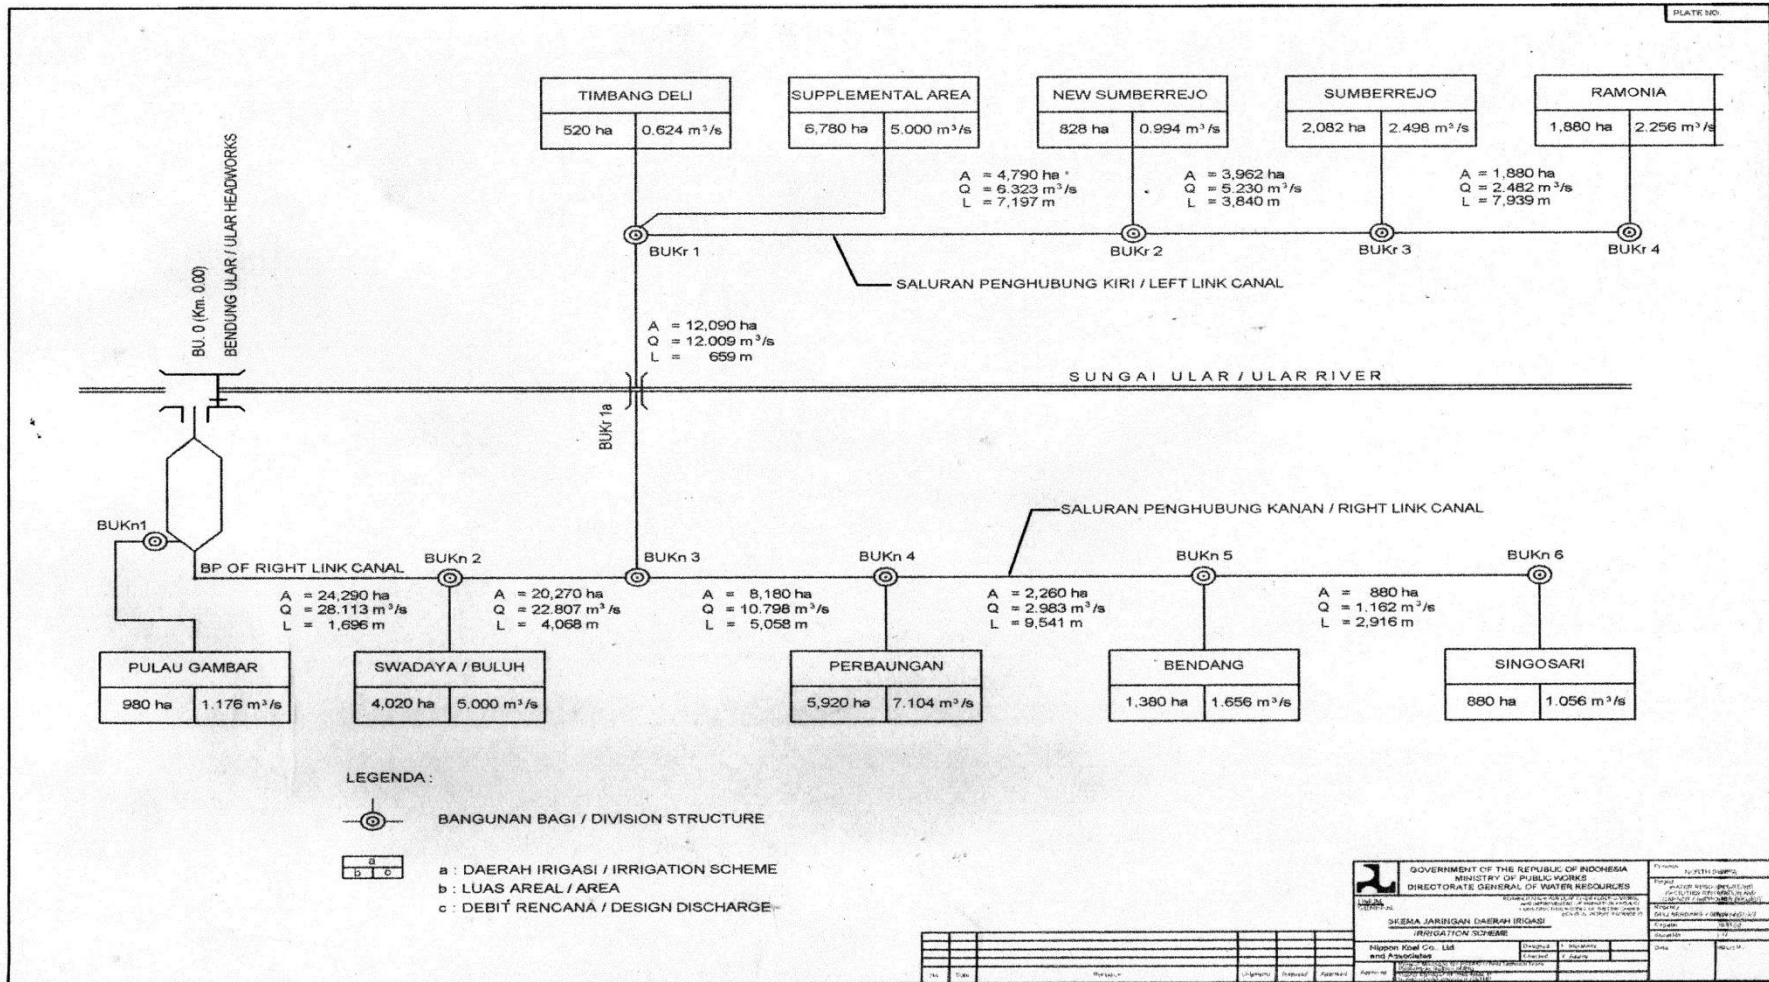 PLATE NO.
TIMBANG DELI
520 ha 0.624 m³/s
SUPPLEMENTAL AREA
6,780 ha 5.000 m³/s
NEW SUMBERREJO
828 ha 0.994 m³/s
SUMBERREJO
2,082 ha 2.498 m³/s
RAMONIA
1,880 ha 2.256 m³/s
A = 4,790 ha
Q = 6.323 m³/s
L = 7,197 m
A = 3,962 ha
Q = 5.230 m³/s
L = 3,840 m
A = 1,880 ha
Q = 2.482 m³/s
L = 7,939 m
BUKr 1
BUKr 2
BUKr 3
BUKr 4
SALURAN PENGHUBUNG KIRI / LEFT LINK CANAL
BU. 0 (Km. 0.00)
BENDUNG ULAR / ULAR HEADWORKS
A = 12,090 ha
Q = 12.009 m³/s
L = 659 m
SUNGAI ULAR / ULAR RIVER
BUKr 1a
SALURAN PENGHUBUNG KANAN / RIGHT LINK CANAL
BUKn1
BP OF RIGHT LINK CANAL
BUKn 2
BUKn 3
BUKn 4
BUKn 5
BUKn 6
A = 24,290 ha
Q = 28.113 m³/s
L = 1,696 m
A = 20,270 ha
Q = 22.807 m³/s
L = 4,068 m
A = 8,180 ha
Q = 10.798 m³/s
L = 5,058 m
A = 2,260 ha
Q = 2.983 m³/s
L = 9,541 m
A = 880 ha
Q = 1.162 m³/s
L = 2,916 m
PULAU GAMBAR
980 ha 1.176 m³/s
SWADAYA / BULUH
4,020 ha 5.000 m³/s
PERBAUNGAN
5,920 ha 7.104 m³/s
BENDANG
1,380 ha 1.656 m³/s
SINGOSARI
880 ha 1.056 m³/s
LEGENDA :
BANGUNAN BAGI / DIVISION STRUCTURE
a
b c
a : DAERAH IRIGASI / IRRIGATION SCHEME
b : LUAS AREAL / AREA
c : DEBIT RENCANA / DESIGN DISCHARGE
GOVERNMENT OF THE REPUBLIC OF INDONESIA
MINISTRY OF PUBLIC WORKS
DIRECTORATE GENERAL OF WATER RESOURCES
SKEMA JARINGAN DAERAH IRIGASI
IRRIGATION SCHEME
Nippon Koei Co., Ltd
and Associates
Designed
Checked
No. Date